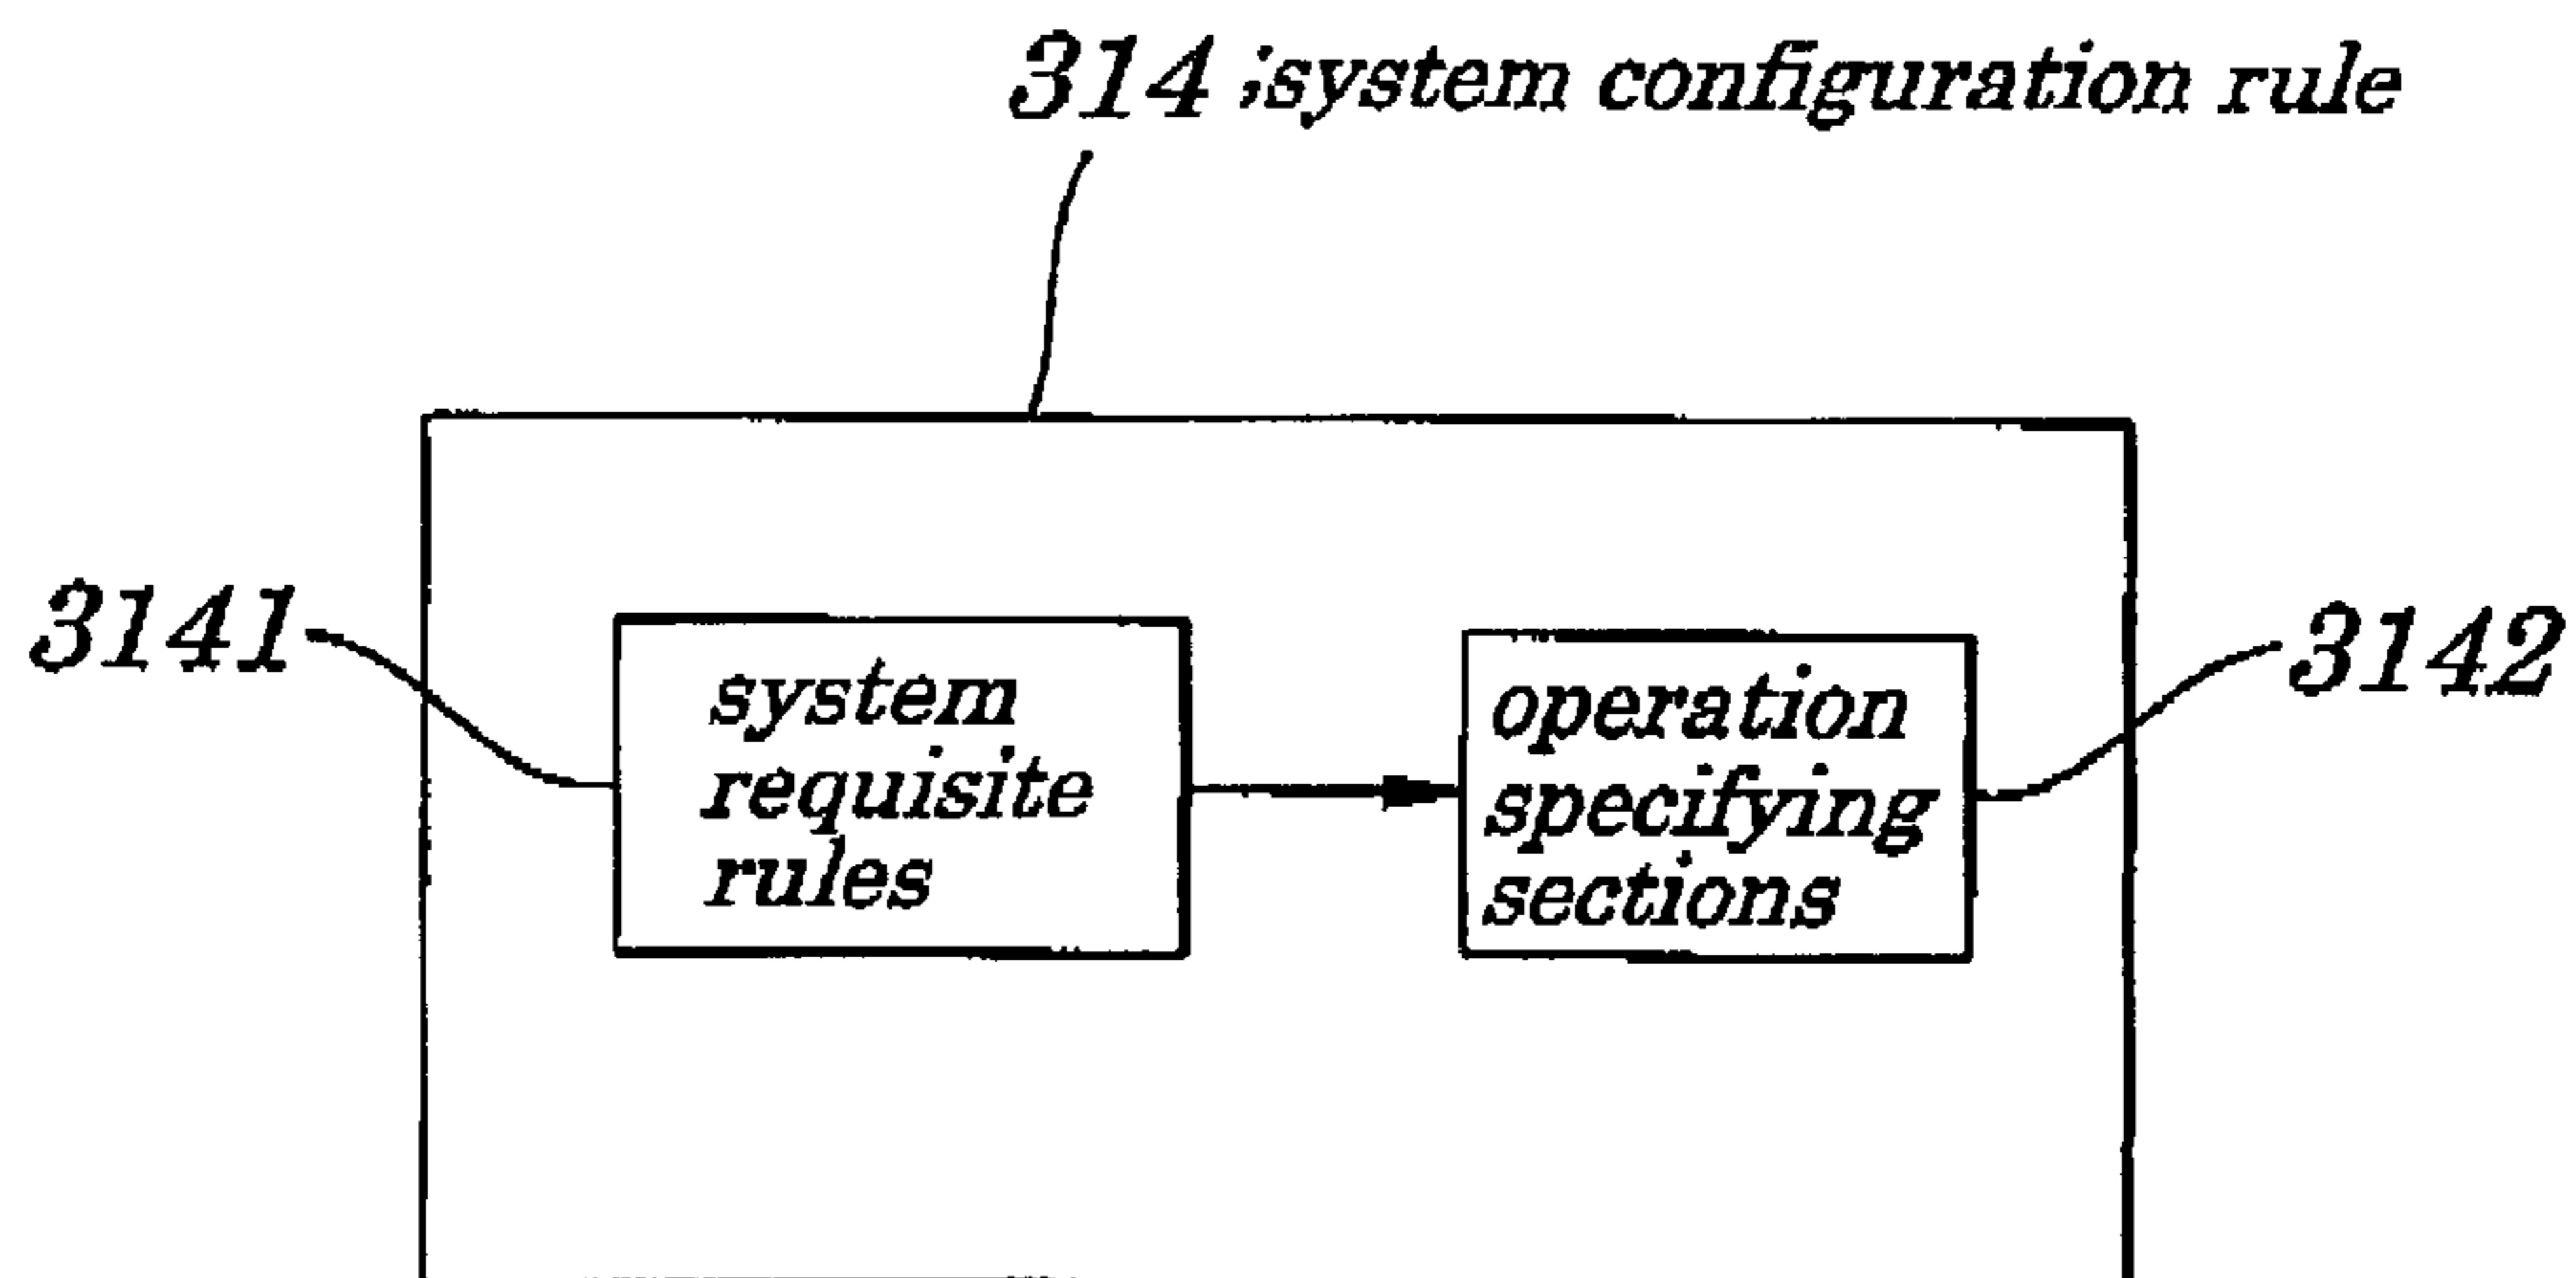 314 ;system configuration rule
3141
system
requisite
rules
operation
specifying
sections
3142